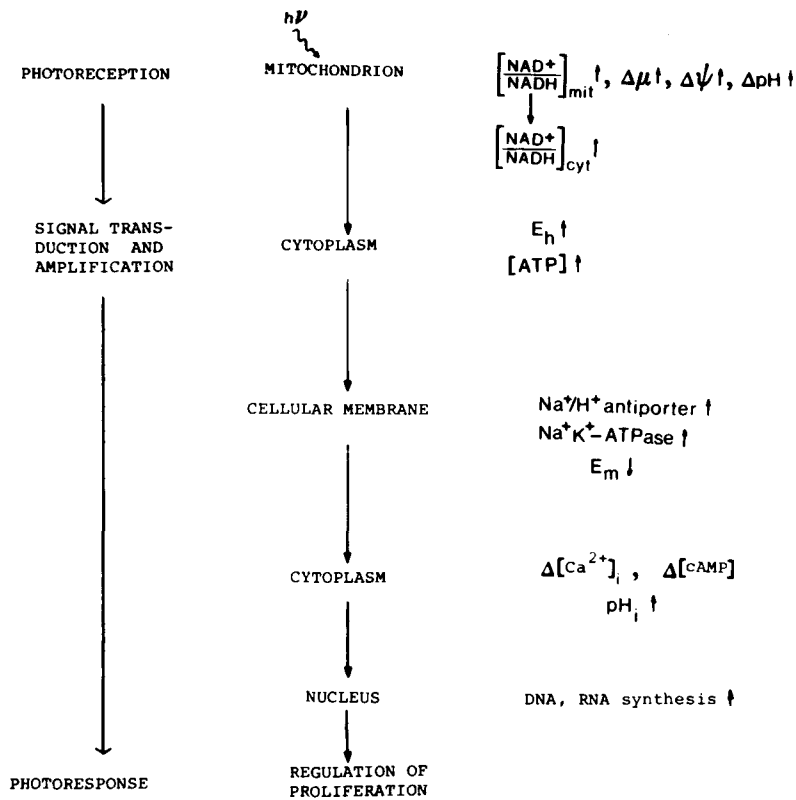 hν
PHOTORECEPTION
MITOCHONDRION
[NAD+/NADH]mit ↑, Δμ↑, Δψ↑, ΔpH ↑
[NAD+/NADH]cyt ↑
SIGNAL TRANS-
DUCTION AND
AMPLIFICATION
CYTOPLASM
Eh ↑
[ATP] ↑
CELLULAR MEMBRANE
Na+/H+ antiporter ↑
Na+K+–ATPase ↑
Em ↓
CYTOPLASM
Δ[Ca2+]i , Δ[cAMP]
pHi ↑
NUCLEUS
DNA, RNA synthesis ↑
PHOTORESPONSE
REGULATION OF
PROLIFERATION